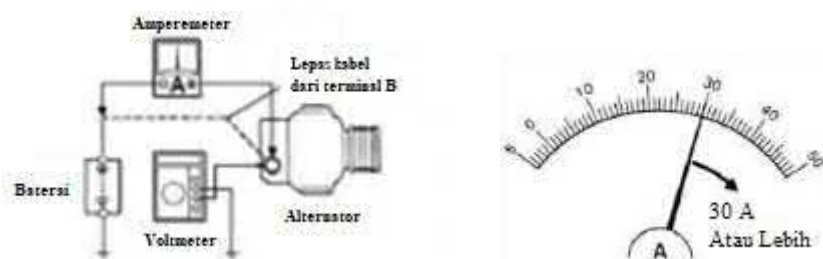 Amperemeter
A
Lepas kabel
dari terminal B
Baterai
Voltmeter
Alternator
0
10
20
30
40
30 A
Atau Lebih
A